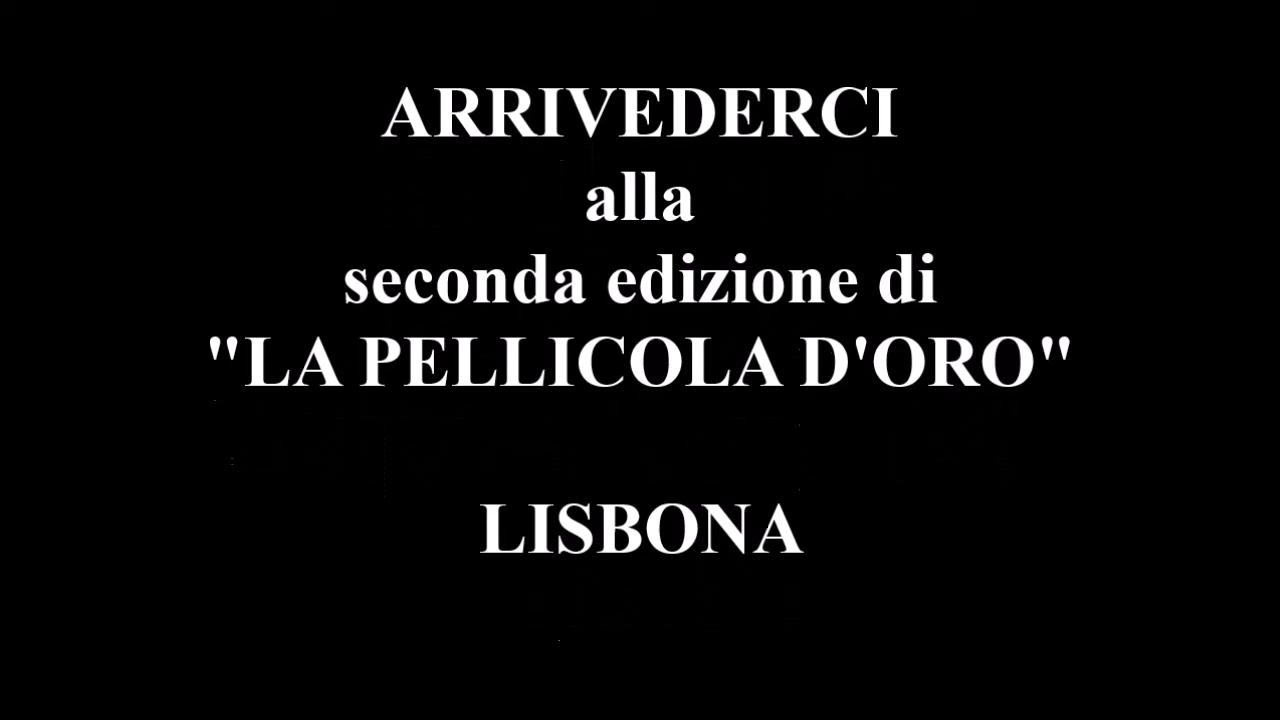 ARRIVEDERCI
alla
seconda edizione di
"LA PELLICOLA D'ORO"
LISBONA